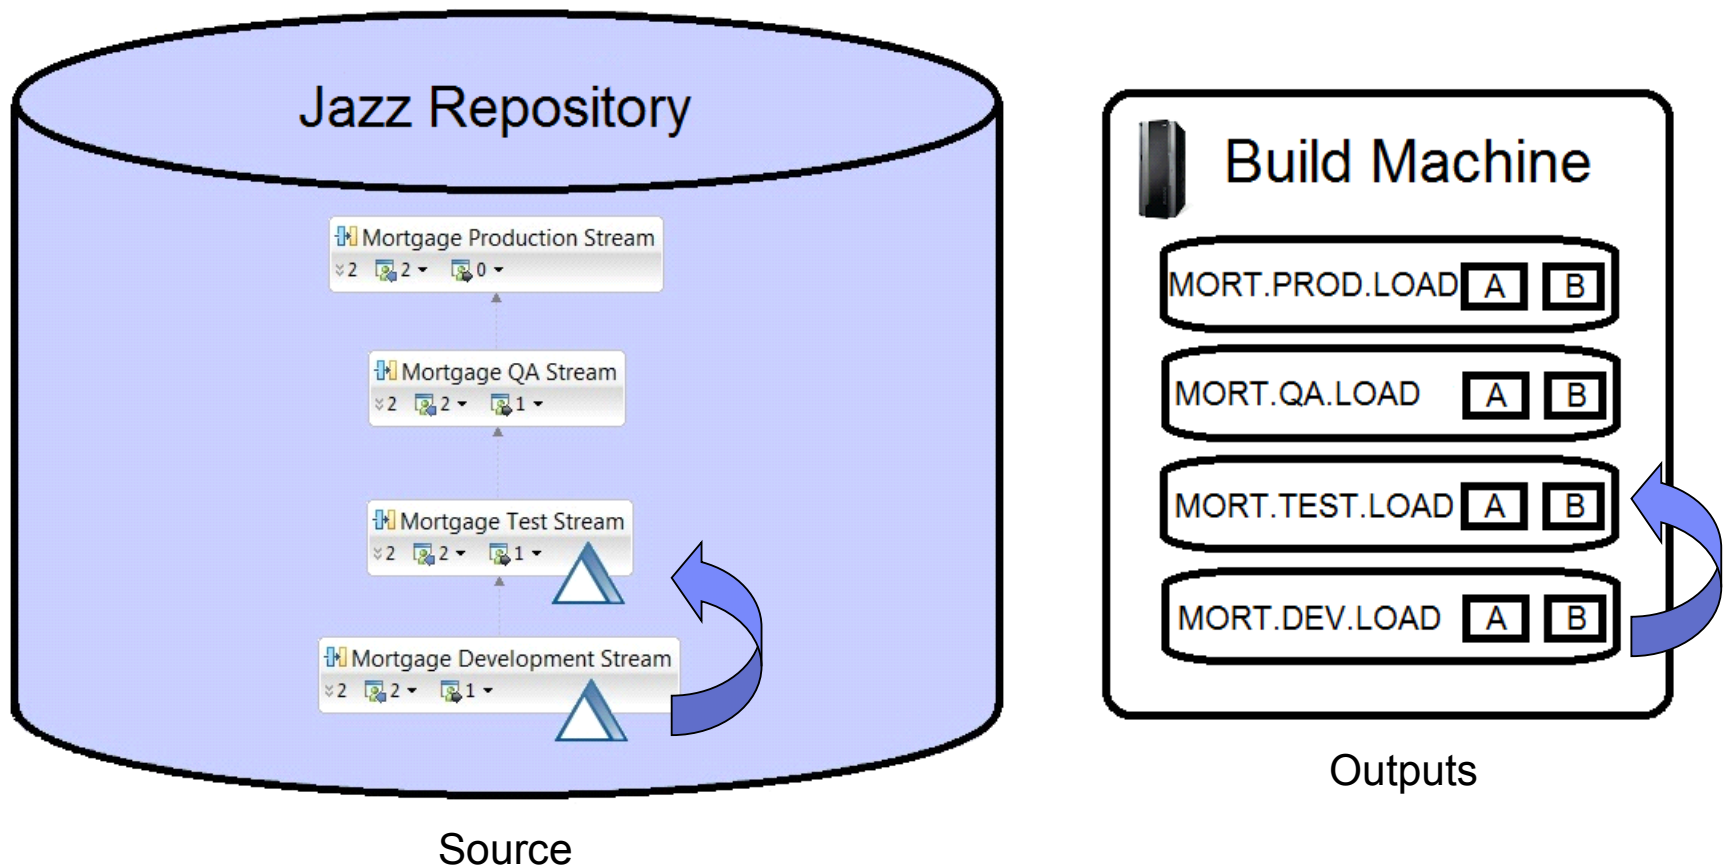 Jazz Repository
Mortgage Production Stream
2 2 0
Mortgage QA Stream
2 2 1
Mortgage Test Stream
2 2 1
Mortgage Development Stream
2 2 1
Source
Build Machine
MORT.PROD.LOAD A B
MORT.QA.LOAD A B
MORT.TEST.LOAD A B
MORT.DEV.LOAD A B
Outputs